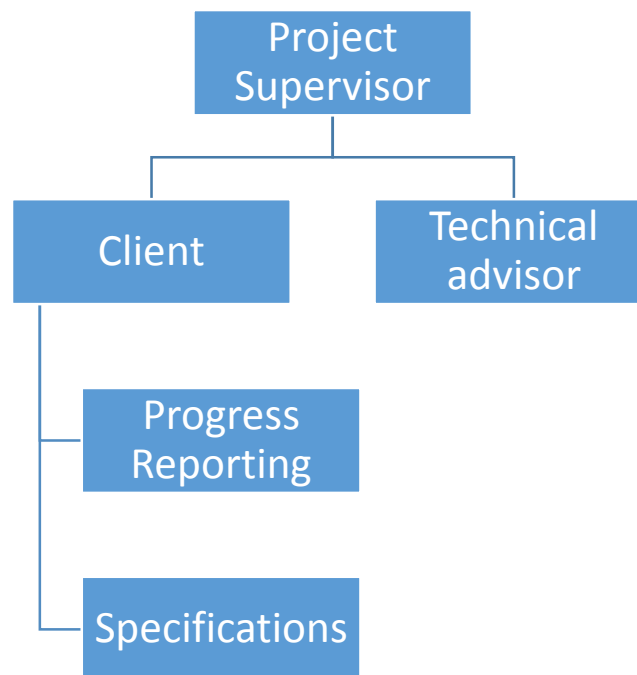 Project
Supervisor
Client
Technical
advisor
Progress
Reporting
Specifications